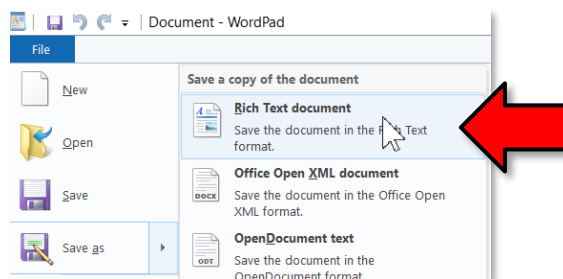 Document - WordPad
File
New
Open
Save
Save as
Save a copy of the document
Rich Text document
Save the document in the Rich Text
format.
Office Open XML document
DOCX
Save the document in the Office Open
XML format.
OpenDocument text
ODT
Save the document in the
OpenDocument format.